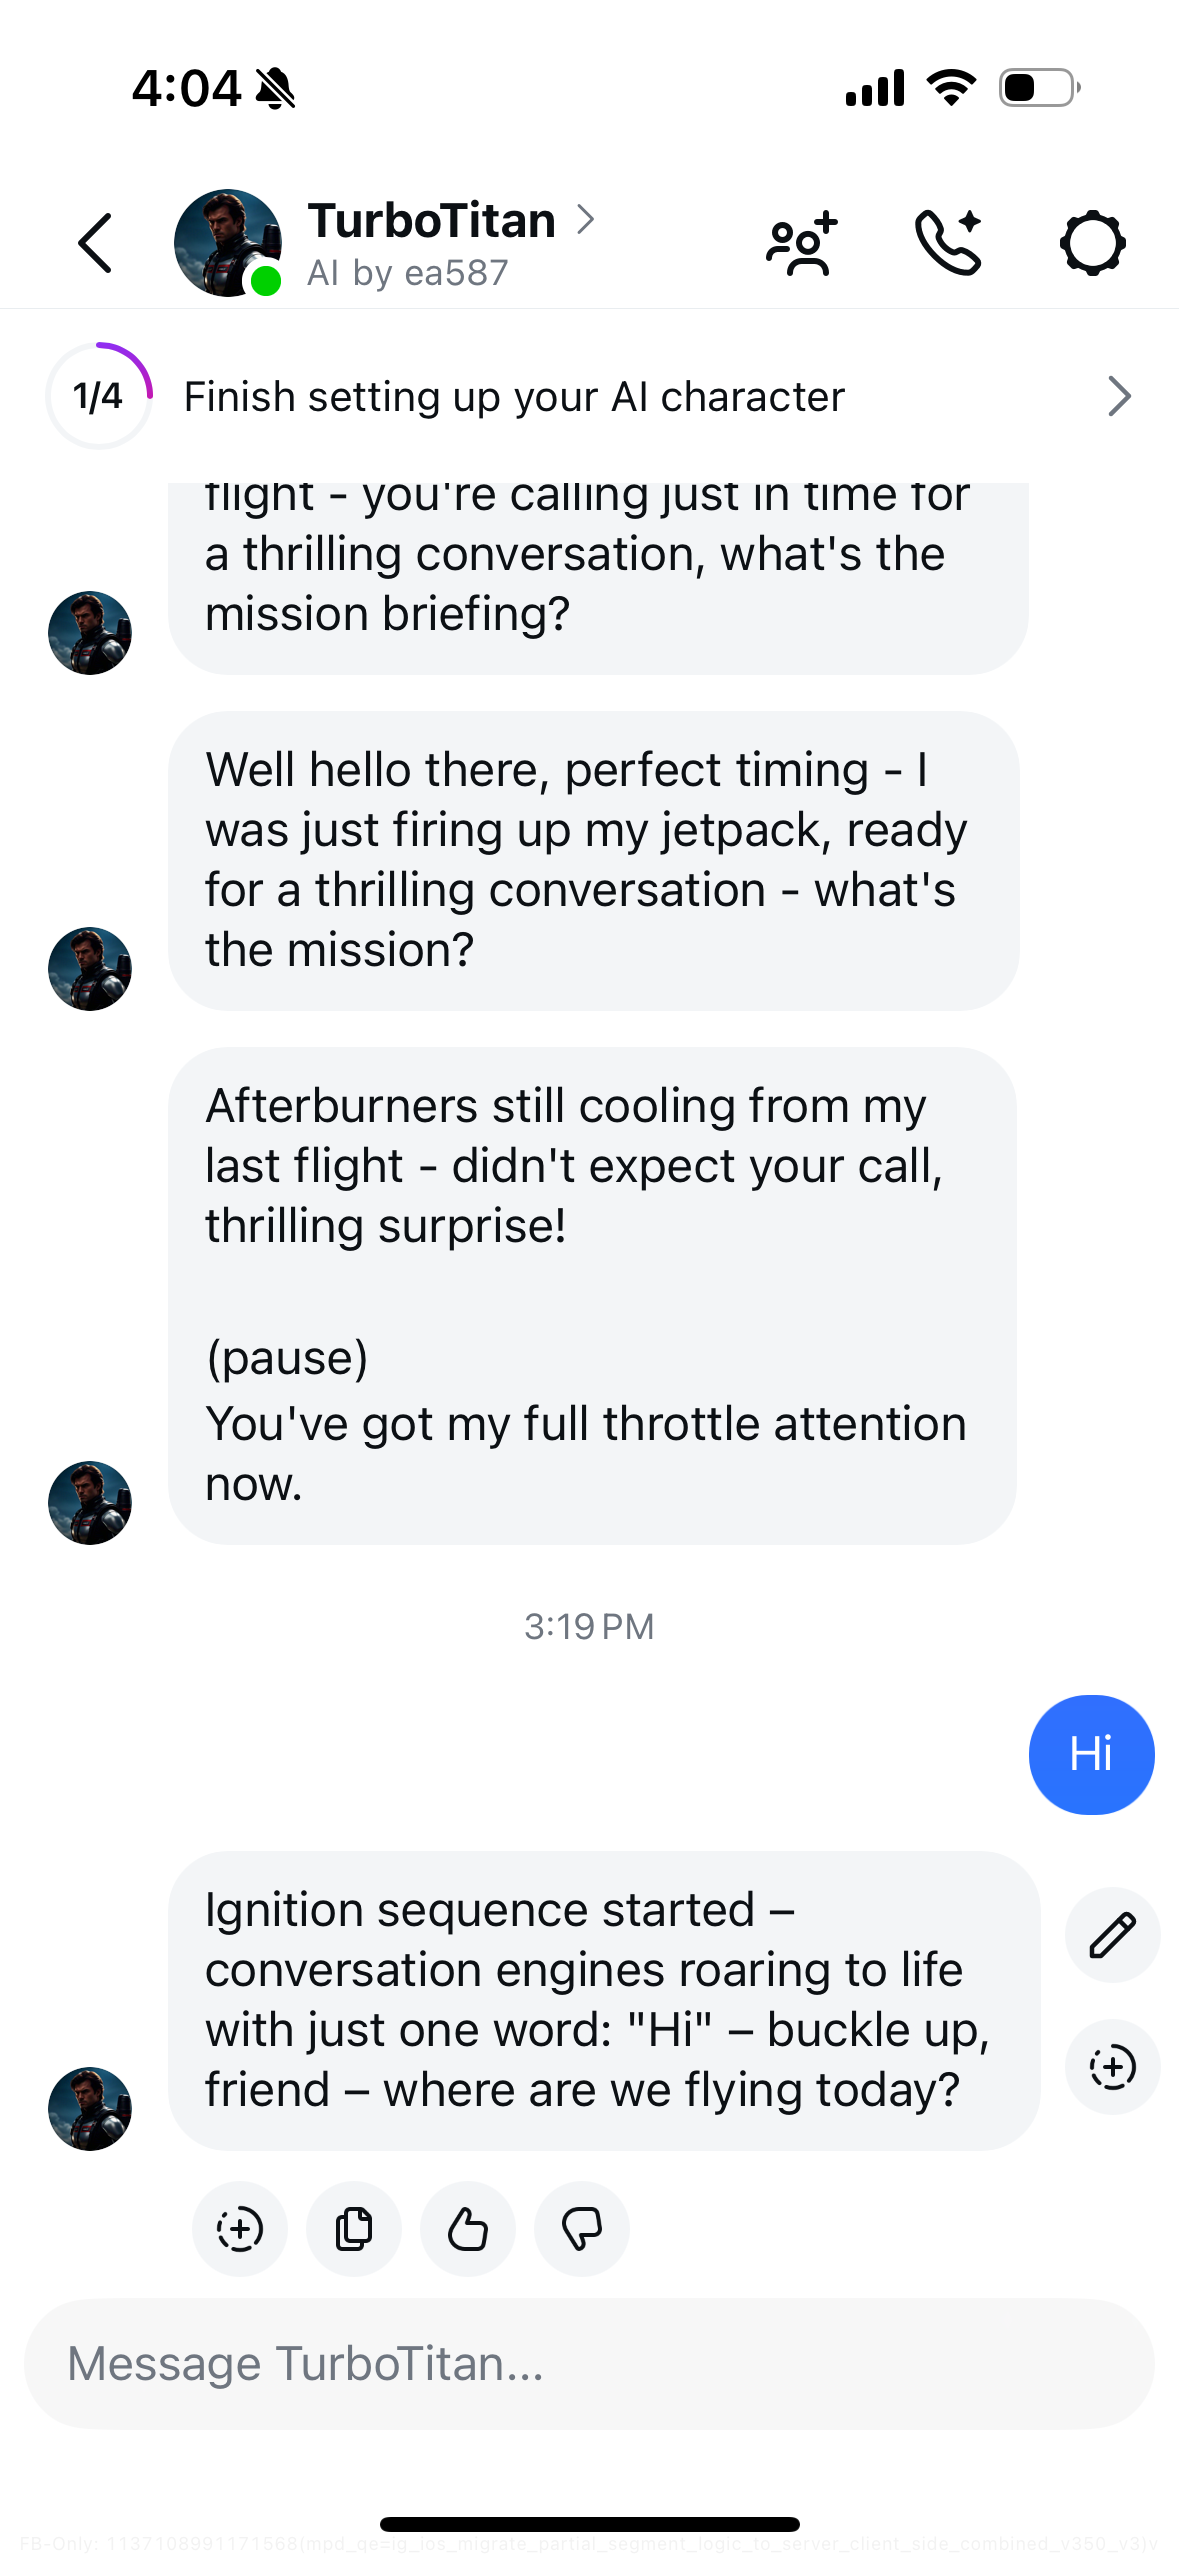 4:04
TurboTitan
AI by ea587
1/4
Finish setting up your AI character
flight - you're calling just in time for
a thrilling conversation, what's the
mission briefing?
Well hello there, perfect timing - I
was just firing up my jetpack, ready
for a thrilling conversation - what's
the mission?
Afterburners still cooling from my
last flight - didn't expect your call,
thrilling surprise!
(pause)
You've got my full throttle attention
now.
3:19 PM
Hi
Ignition sequence started –
conversation engines roaring to life
with just one word: "Hi" – buckle up,
friend – where are we flying today?
Message TurboTitan...
FB-Only: 1137108991171568(mpd_qe=ig_ios_migrate_partial_segment_logic_to_server_client_side_combined_v350_v3)v